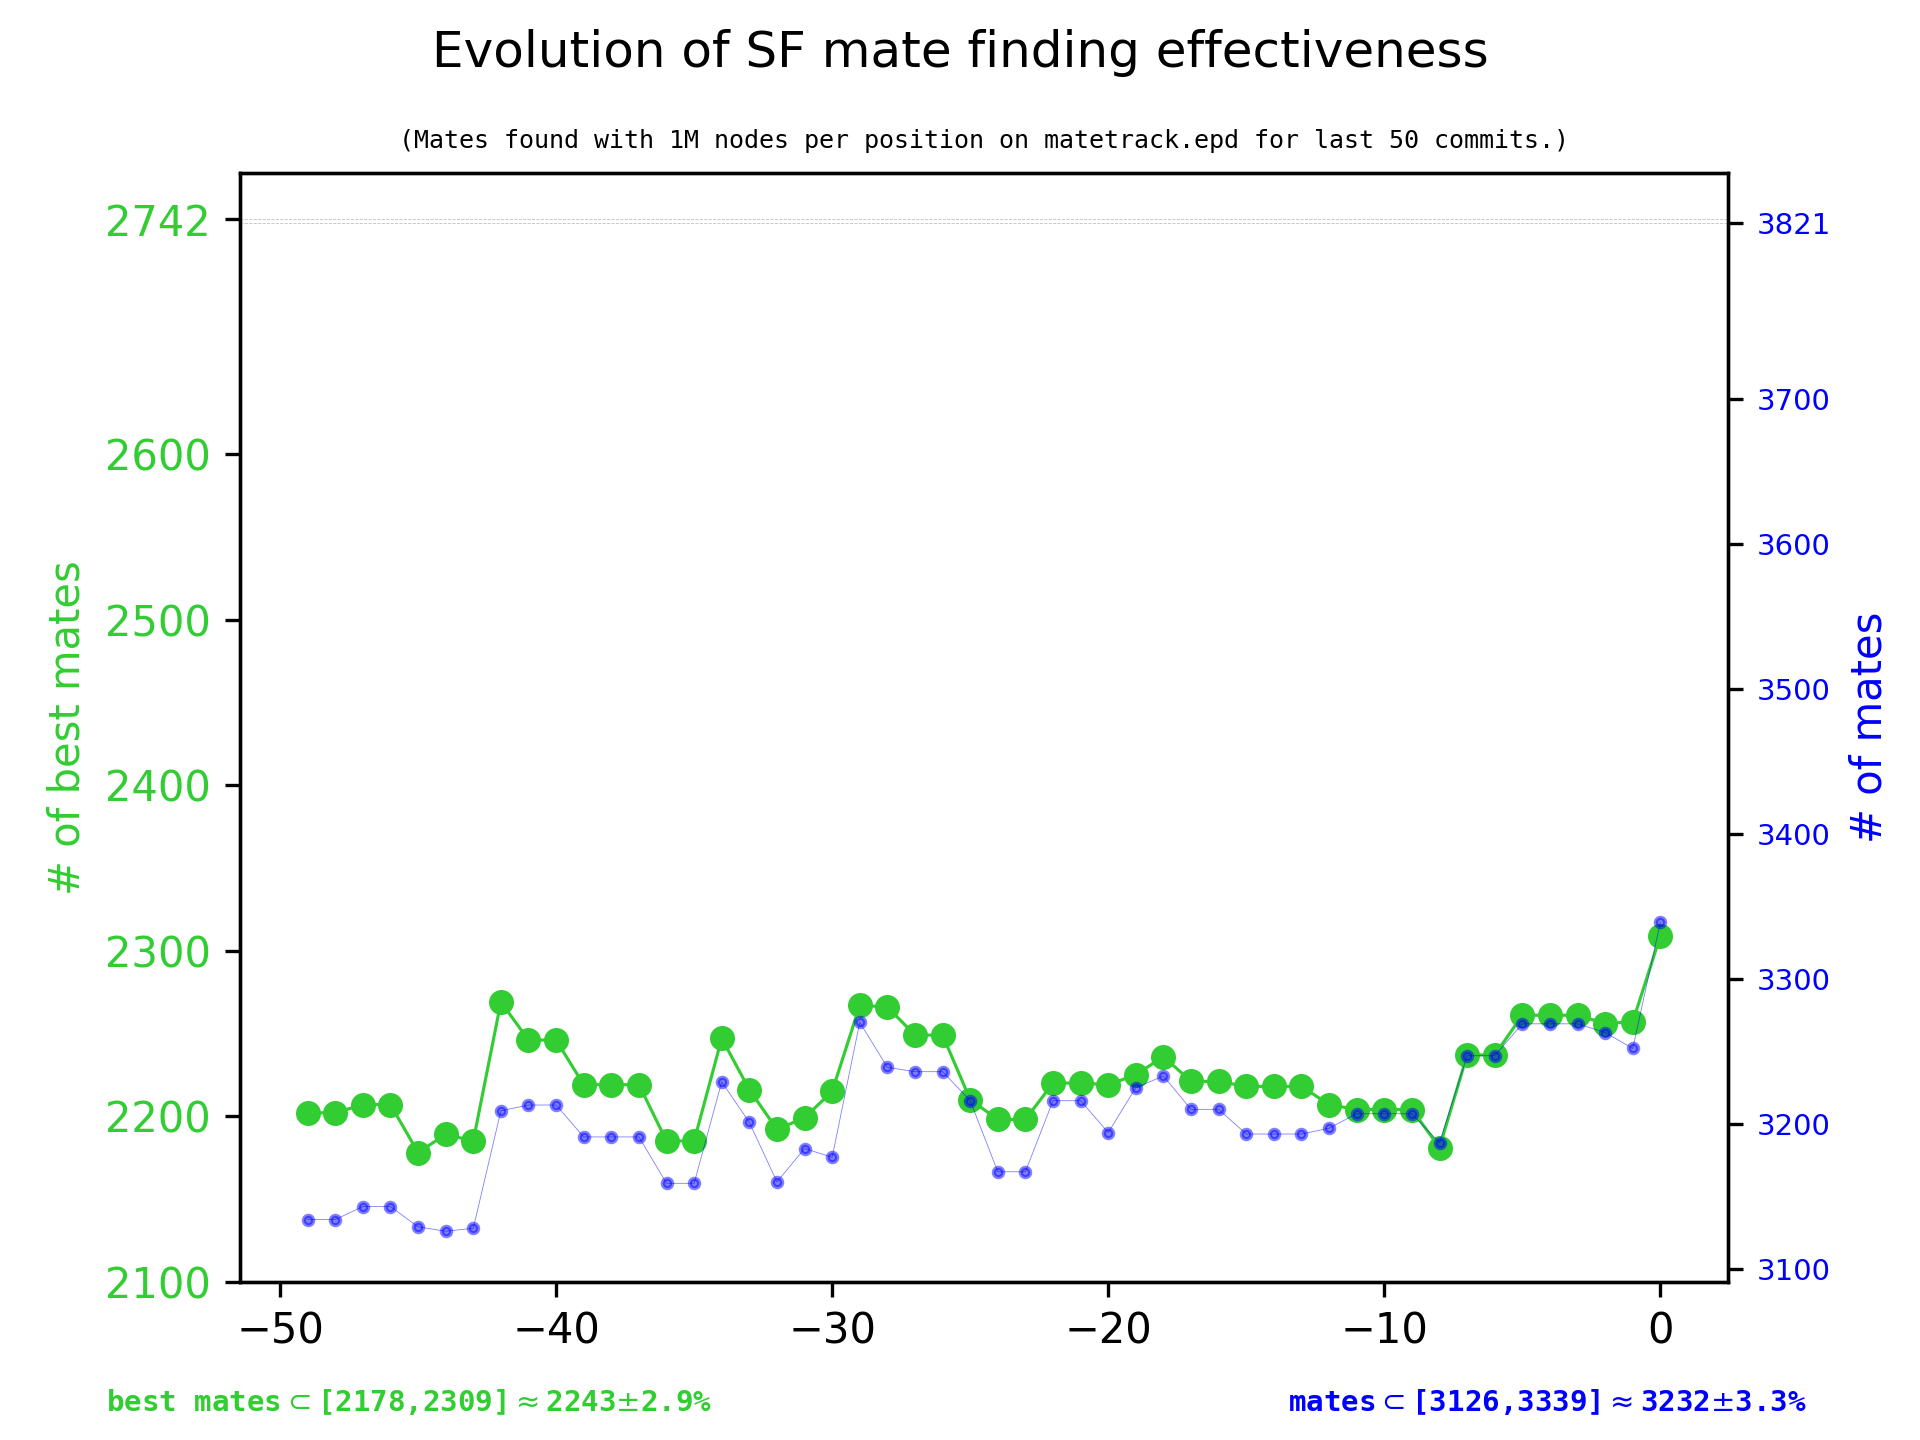 Evolution of SF mate finding effectiveness
(Mates found with 1M nodes per position on matetrack.epd for last 50 commits.)
# of best mates
2742
2600
2500
2400
2300
2200
2100
3821
3700
3600
3500
3400
3300
3200
3100
# of mates
−50 −40 −30 −20 −10 0
best mates ⊂ [2178,2309] ≈ 2243±2.9%
mates ⊂ [3126,3339] ≈ 3232±3.3%